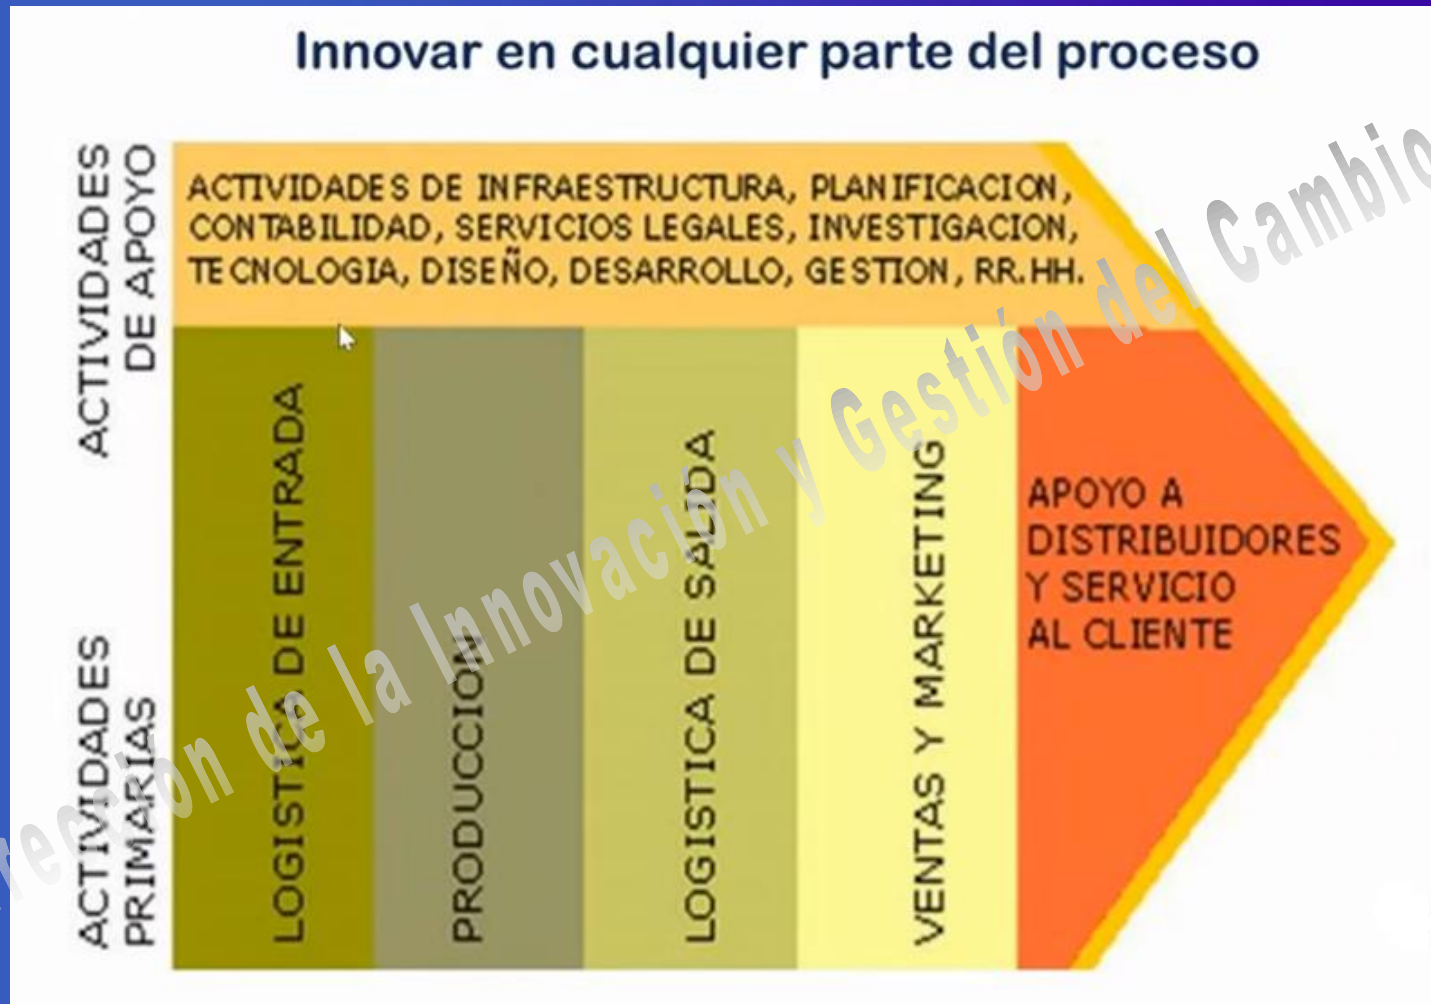 Innovar en cualquier parte del proceso
ACTIVIDADES
DE APOYO
ACTIVIDADES DE INFRAESTRUCTURA, PLANIFICACION,
CONTABILIDAD, SERVICIOS LEGALES, INVESTIGACION,
TECNOLOGIA, DISEÑO, DESARROLLO, GESTION, RR.HH.
ACTIVIDADES
PRIMARIAS
LOGISTICA DE ENTRADA
PRODUCCION
LOGISTICA DE SALIDA
VENTAS Y MARKETING
APOYO A
DISTRIBUIDORES
Y SERVICIO
AL CLIENTE
rección de la Innovación y Gestión del Cambio